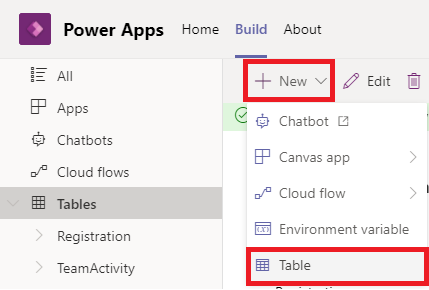 Power Apps Home Build About
All
Apps
Chatbots
Cloud flows
Tables
Registration
TeamActivity
New Edit
Chatbot
Canvas app
Cloud flow
Environment variable
Table